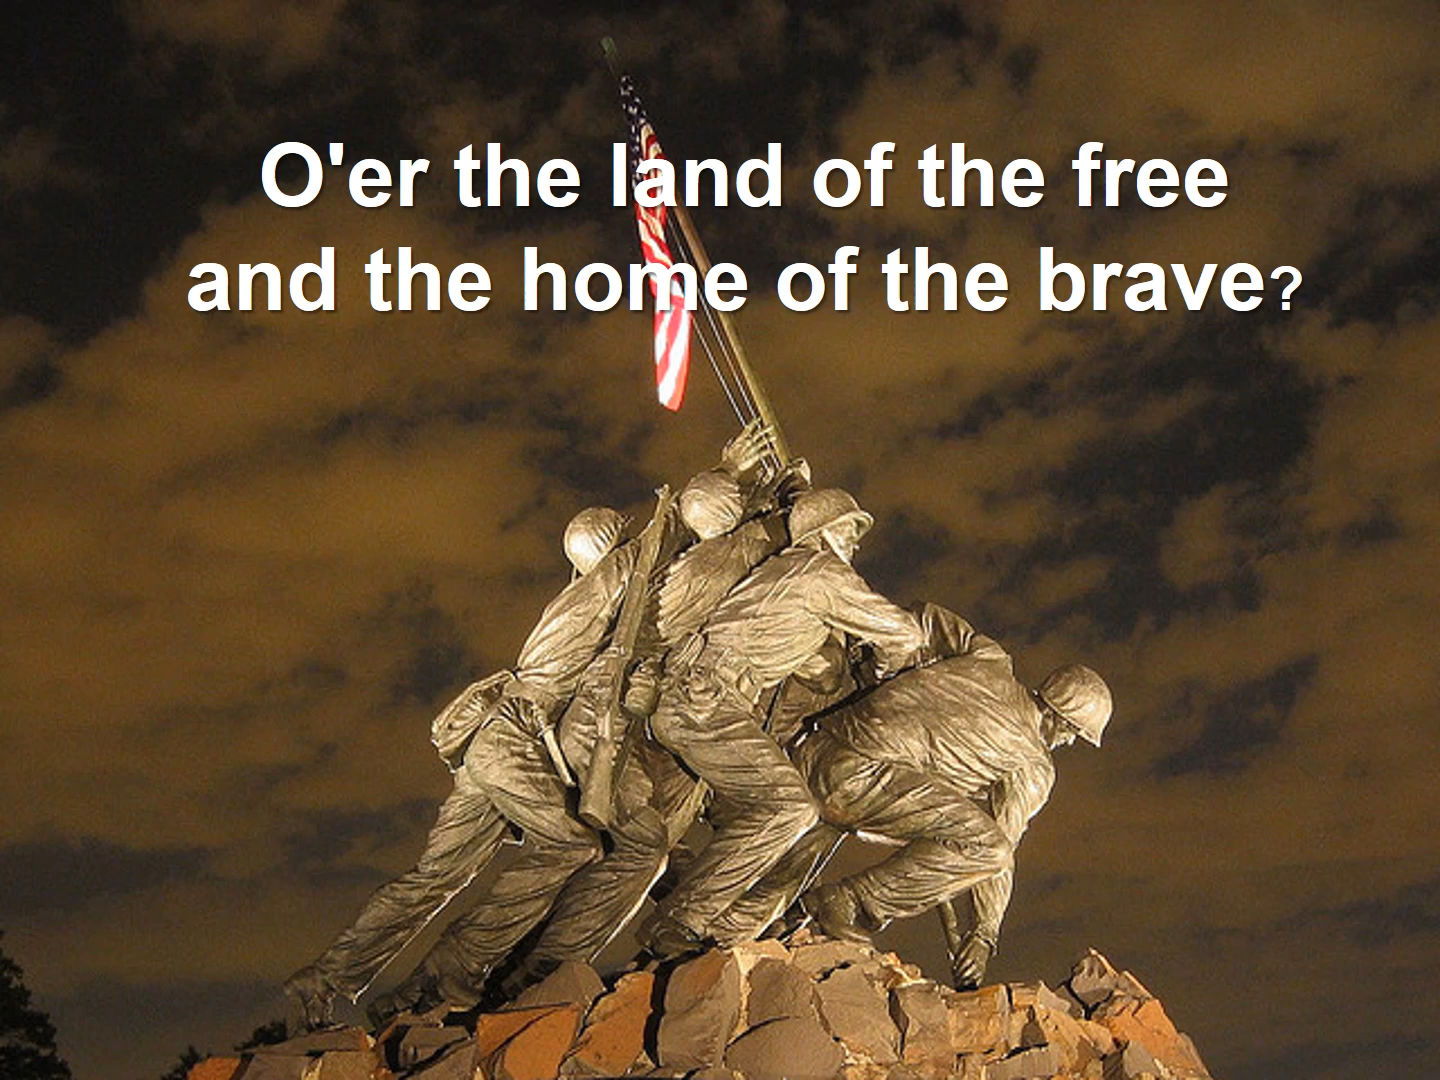 O'er the land of the free
and the home of the brave?